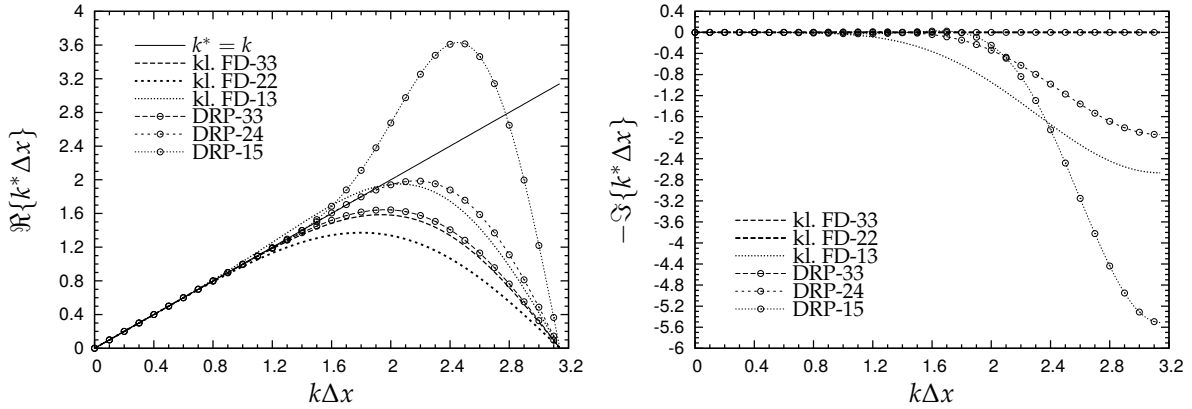 ℜ{k*Δx}
4
3.6
3.2
2.8
2.4
2
1.6
1.2
0.8
0.4
0
k* = k
kl. FD-33
kl. FD-22
kl. FD-13
DRP-33
DRP-24
DRP-15
0 0.4 0.8 1.2 1.6 2 2.4 2.8 3.2
kΔx
−ℑ{k*Δx}
-0.4
0
-0.4
-0.8
-1.2
-1.6
-2
-2.4
-2.8
-3.2
-3.6
-4
-4.4
-4.8
-5.2
-5.6
-6
kl. FD-33
kl. FD-22
kl. FD-13
DRP-33
DRP-24
DRP-15
0 0.4 0.8 1.2 1.6 2 2.4 2.8 3.2
kΔx